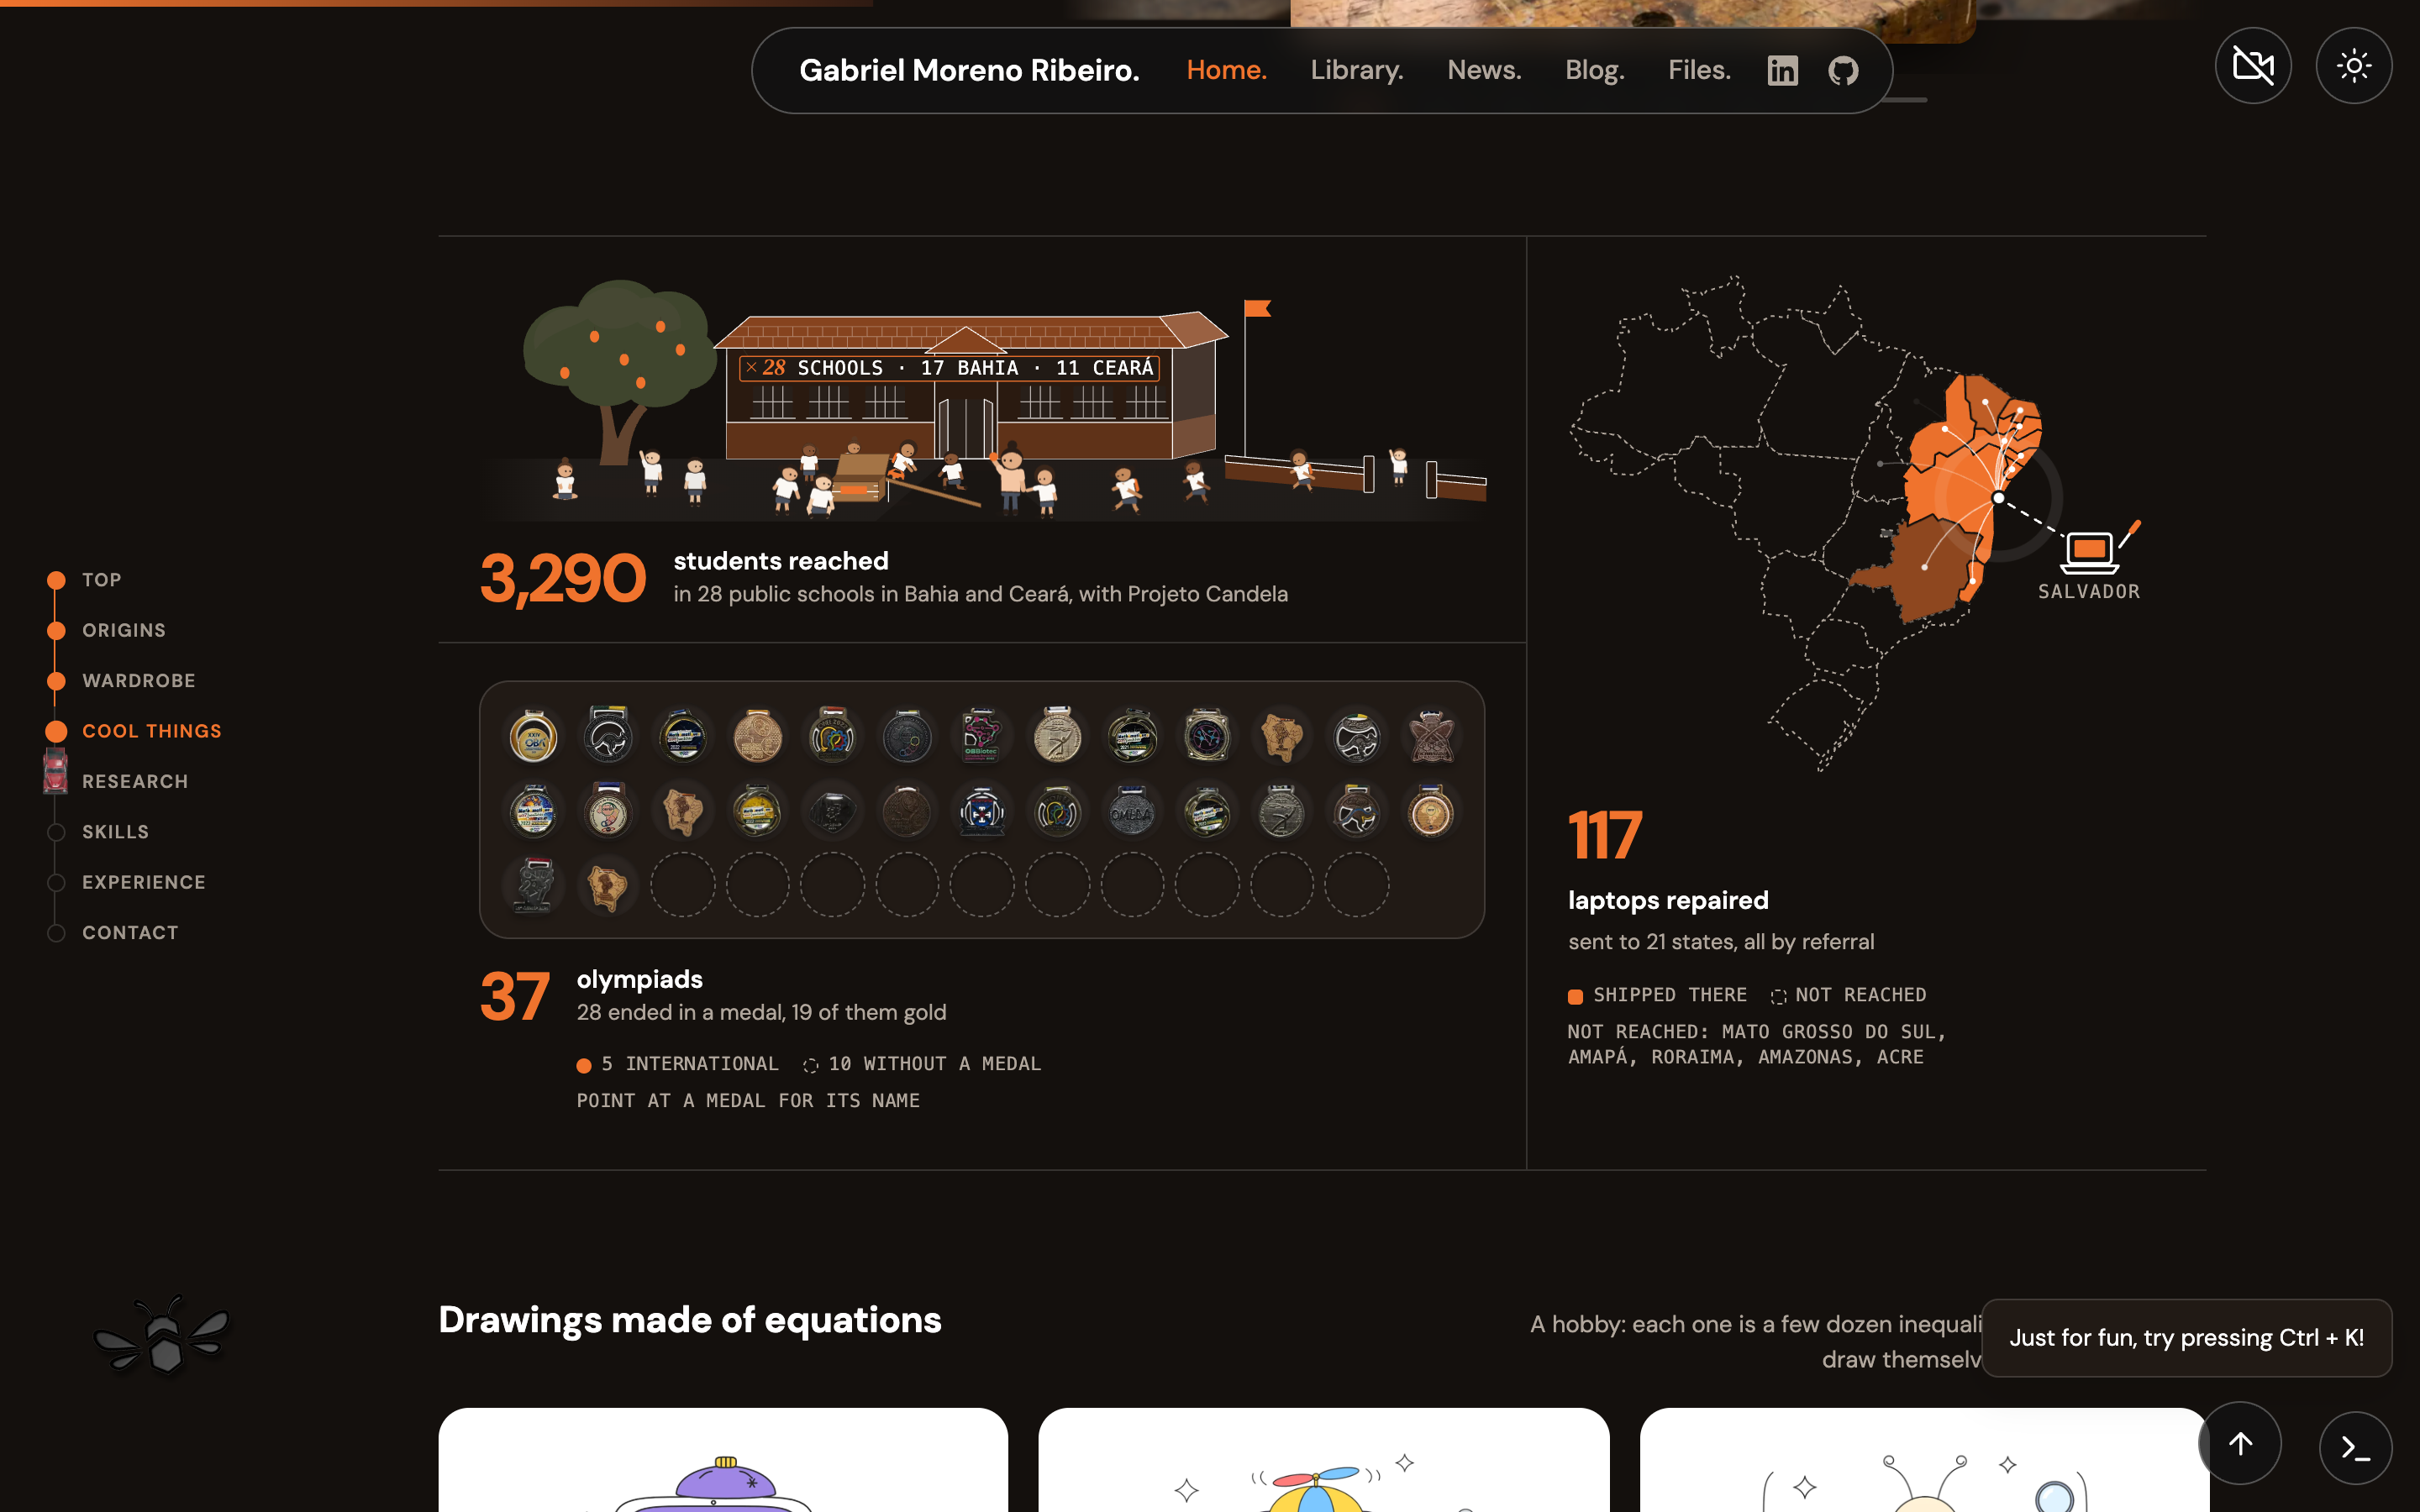 Gabriel Moreno Ribeiro. Home. Library. News. Blog. Files.
× 28 SCHOOLS · 17 BAHIA · 11 CEARÁ
3,290 students reached
in 28 public schools in Bahia and Ceará, with Projeto Candela
TOP
ORIGINS
WARDROBE
COOL THINGS
RESEARCH
SKILLS
EXPERIENCE
CONTACT
37 olympiads
28 ended in a medal, 19 of them gold
5 INTERNATIONAL 10 WITHOUT A MEDAL
POINT AT A MEDAL FOR ITS NAME
SALVADOR
117
laptops repaired
sent to 21 states, all by referral
SHIPPED THERE NOT REACHED
NOT REACHED: MATO GROSSO DO SUL,
AMAPÁ, RORAIMA, AMAZONAS, ACRE
Drawings made of equations
A hobby: each one is a few dozen inequali
draw themselv
Just for fun, try pressing Ctrl + K!